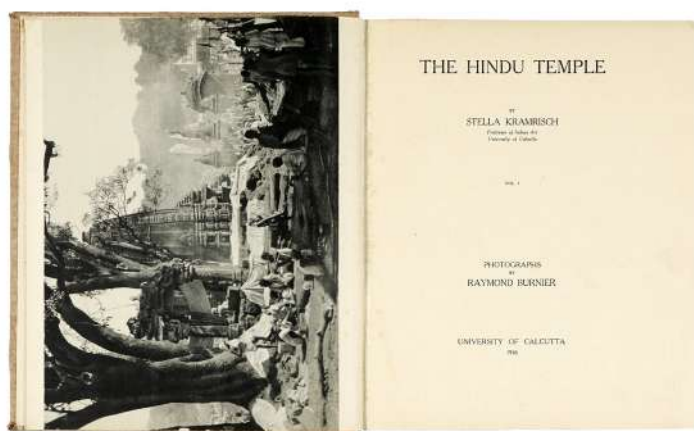 THE HINDU TEMPLE
BY
STELLA KRAMRISCH
Professor of Indian Art
University of Calcutta
VOL. I
PHOTOGRAPHS
BY
RAYMOND BURNIER
UNIVERSITY OF CALCUTTA
1946